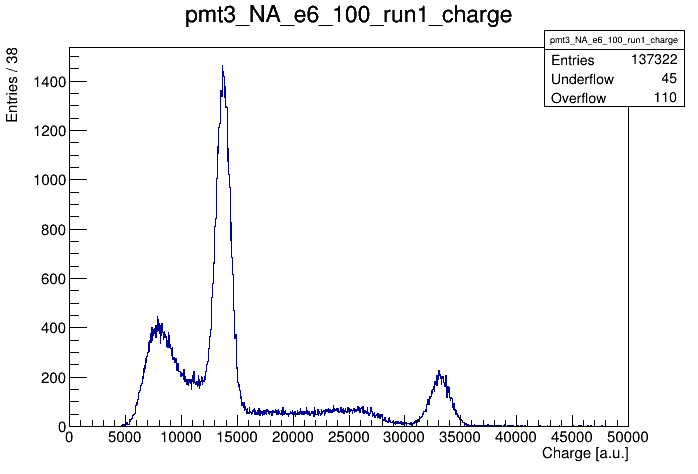 pmt3_NA_e6_100_run1_charge
pmt3_NA_e6_100_run1_charge
Entries 137322
Underflow 45
Overflow 110
Entries / 38
1400
1200
1000
800
600
400
200
0
0 5000 10000 15000 20000 25000 30000 35000 40000 45000 50000
Charge [a.u.]